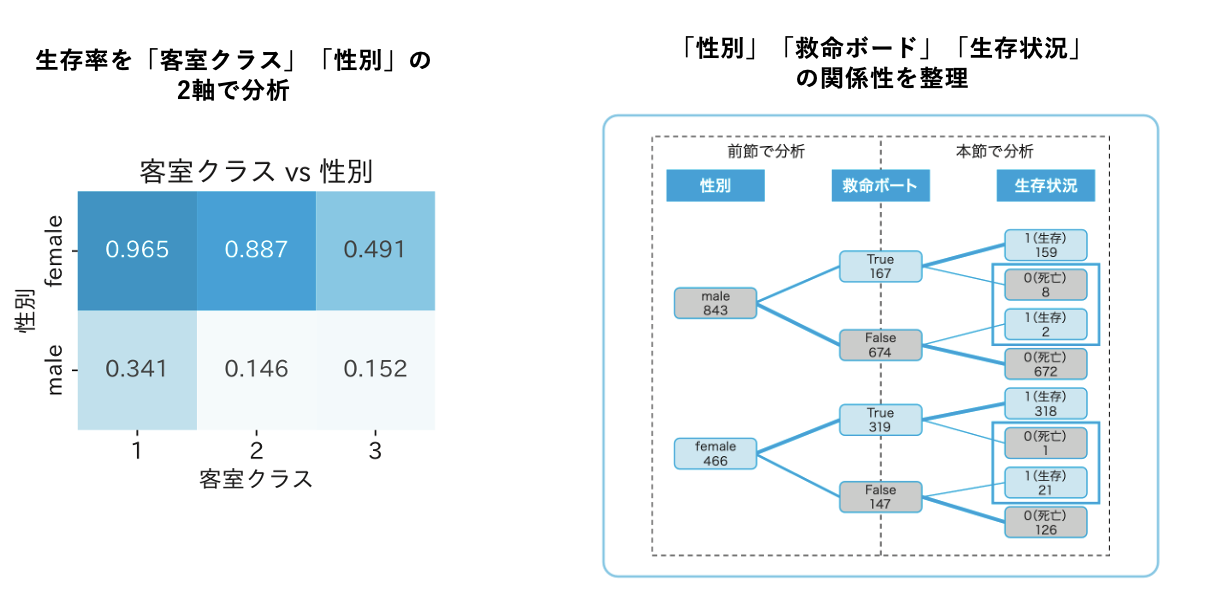 生存率を「客室クラス」「性別」の
2軸で分析
客室クラス vs 性別
性別
female
0.965 0.887 0.491
male
0.341 0.146 0.152
1 2 3
客室クラス
「性別」「救命ボード」「生存状況」
の関係性を整理
前節で分析 本節で分析
性別 救命ボート 生存状況
male
843
True
167
1(生存)
159
0(死亡)
8
False
674
1(生存)
2
0(死亡)
672
female
466
True
319
1(生存)
318
0(死亡)
1
False
147
1(生存)
21
0(死亡)
126